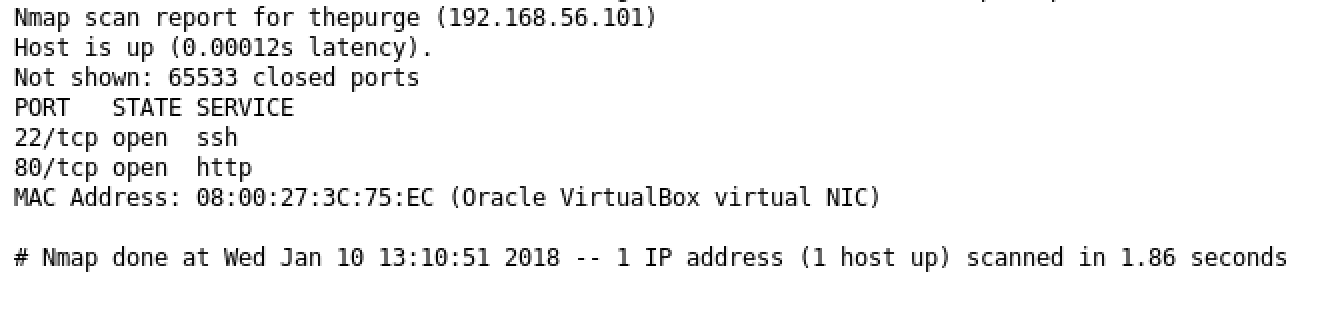 Nmap scan report for thepurge (192.168.56.101)
Host is up (0.00012s latency).
Not shown: 65533 closed ports
PORT   STATE SERVICE
22/tcp open  ssh
80/tcp open  http
MAC Address: 08:00:27:3C:75:EC (Oracle VirtualBox virtual NIC)
# Nmap done at Wed Jan 10 13:10:51 2018 -- 1 IP address (1 host up) scanned in 1.86 seconds